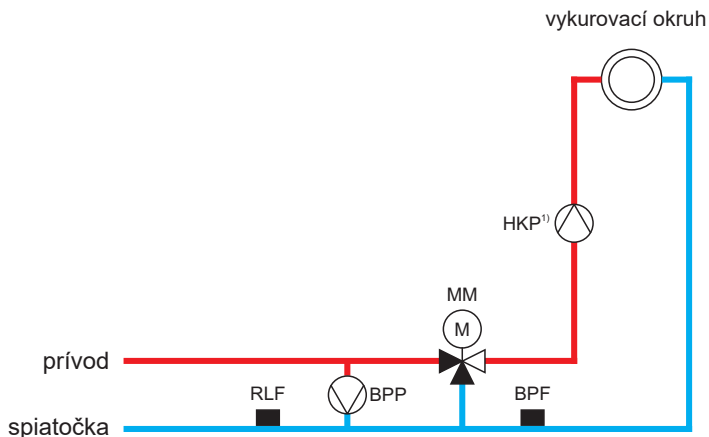 vykurovací okruh
HKP¹⁾
MM
M
prívod
RLF
BPP
BPF
spiatočka